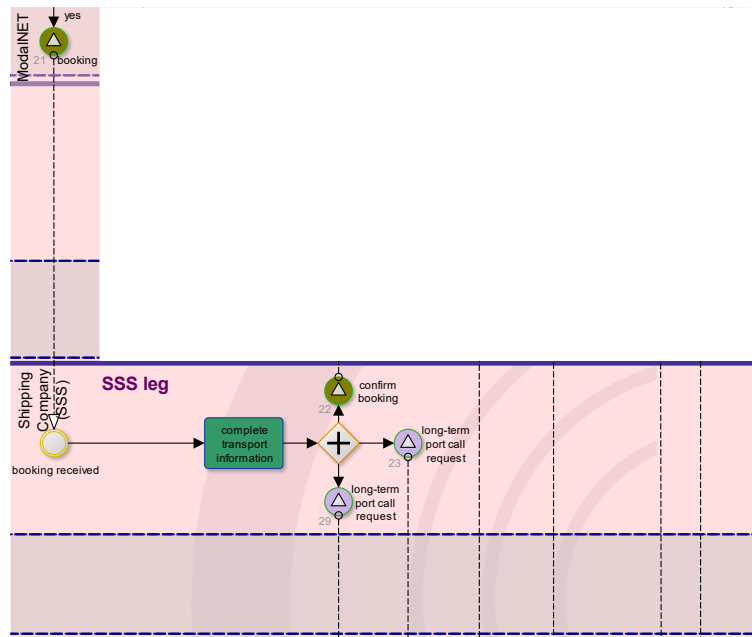 yes
ModalNET
21
booking
SSS leg
Shipping
Company
(SSS)
confirm
booking
22
complete
transport
information
long-term
port call
request
23
booking received
long-term
port call
request
29